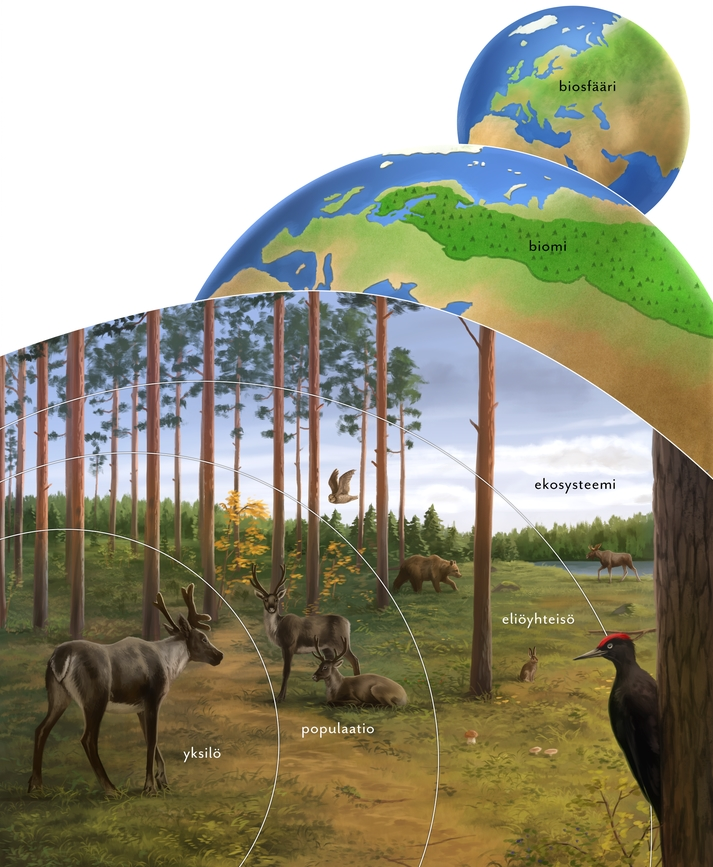 biosfääri
biomi
ekosysteemi
eliöyhteisö
populaatio
yksilö